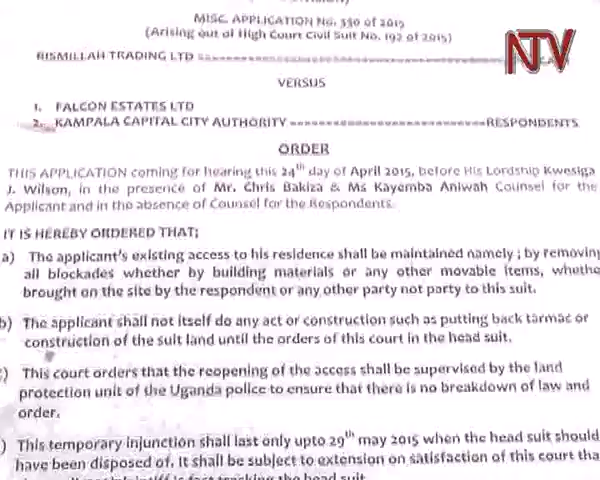 MISC. APPLICATION No. 330 of 2015
(Arising out of High Court Civil Suit No. 192 of 2015)
NTV
BISMILLAH TRADING LTD
VERSUS
1. FALCON ESTATES LTD
2. KAMPALA CAPITAL CITY AUTHORITY ------------------------------RESPONDENTS
ORDER
THIS APPLICATION coming for hearing this 24th day of April 2015, before His Lordship Kwesiga
J. Wilson, in the presence of Mr. Chris Bakiza & Ms Kayemba Aniwah Counsel for the
Applicant and in the absence of Counsel for the Respondents.
IT IS HEREBY ORDERED THAT;
a) The applicant's existing access to his residence shall be maintained namely ; by removing
all blockades whether by building materials or any other movable items, whethe
brought on the site by the respondent or any other party not party to this suit.
b) The applicant shall not itself do any act or construction such as putting back tarmac or
construction of the suit land until the orders of this court in the head suit.
) This court orders that the reopening of the access shall be supervised by the land
protection unit of the Uganda police to ensure that there is no breakdown of law and
order.
) This temporary injunction shall last only upto 29th may 2015 when the head suit should
have been disposed of. It shall be subject to extension on satisfaction of this court tha
is fast tracking the head suit